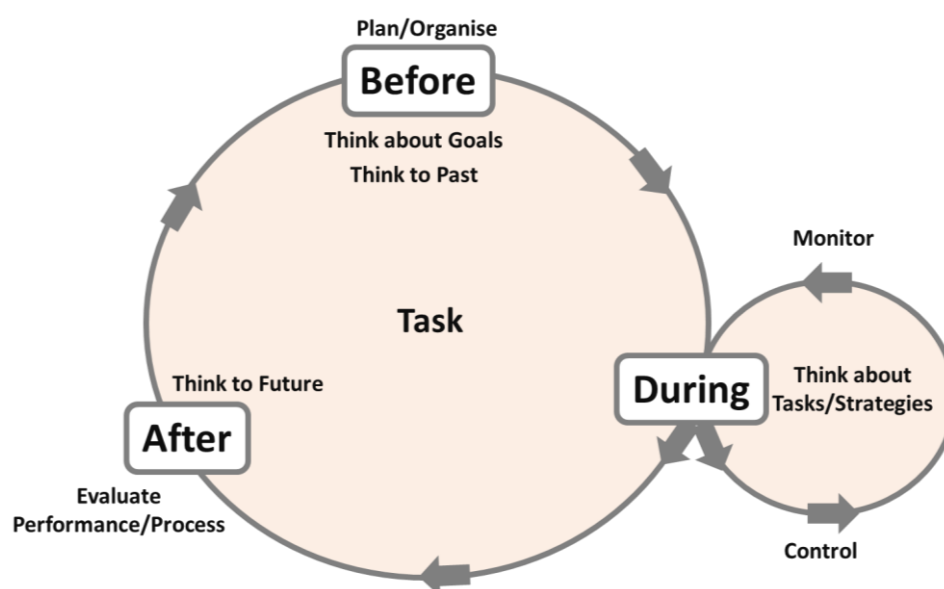 Plan/Organise
Before
Think about Goals
Think to Past
Monitor
Task
During
Think about
Tasks/Strategies
Think to Future
After
Evaluate
Performance/Process
Control